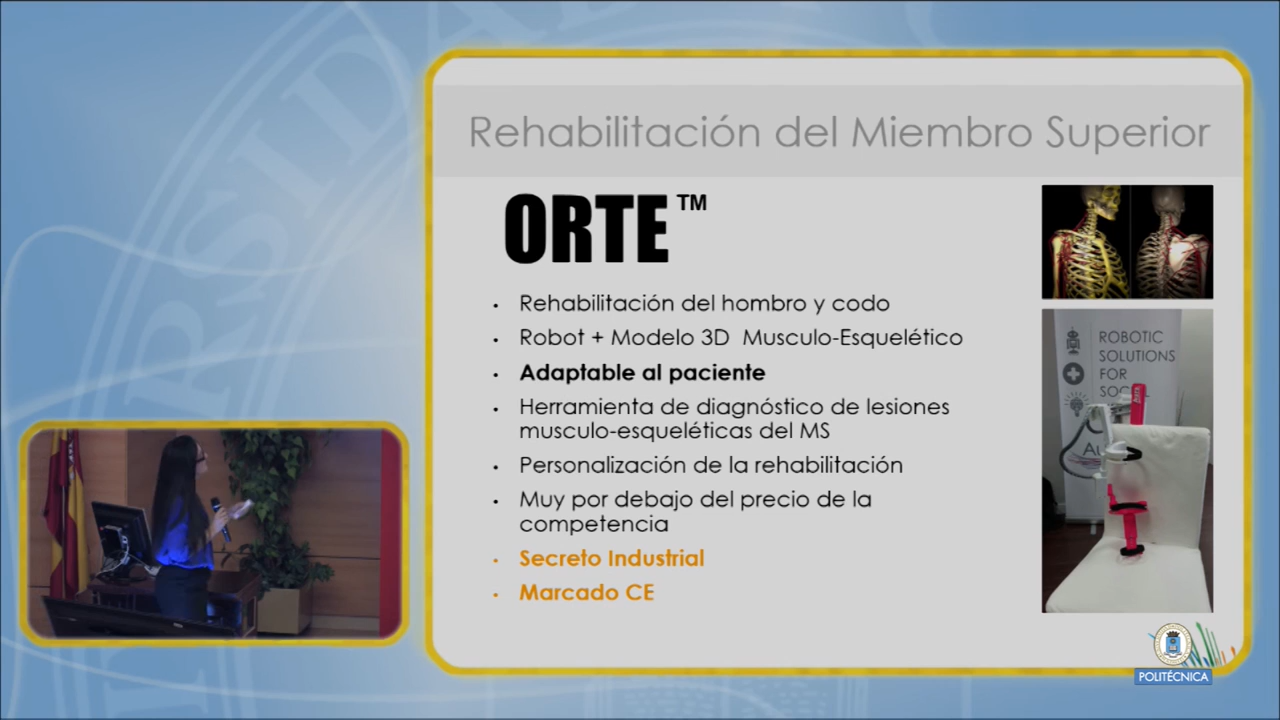 Rehabilitación del Miembro Superior
ORTE™
• Rehabilitación del hombro y codo
• Robot + Modelo 3D Musculo-Esquelético
• Adaptable al paciente
• Herramienta de diagnóstico de lesiones
musculo-esqueléticas del MS
• Personalización de la rehabilitación
• Muy por debajo del precio de la
competencia
• Secreto Industrial
• Marcado CE
ROBOTIC
SOLUTIONS
FOR
POLITÉCNICA